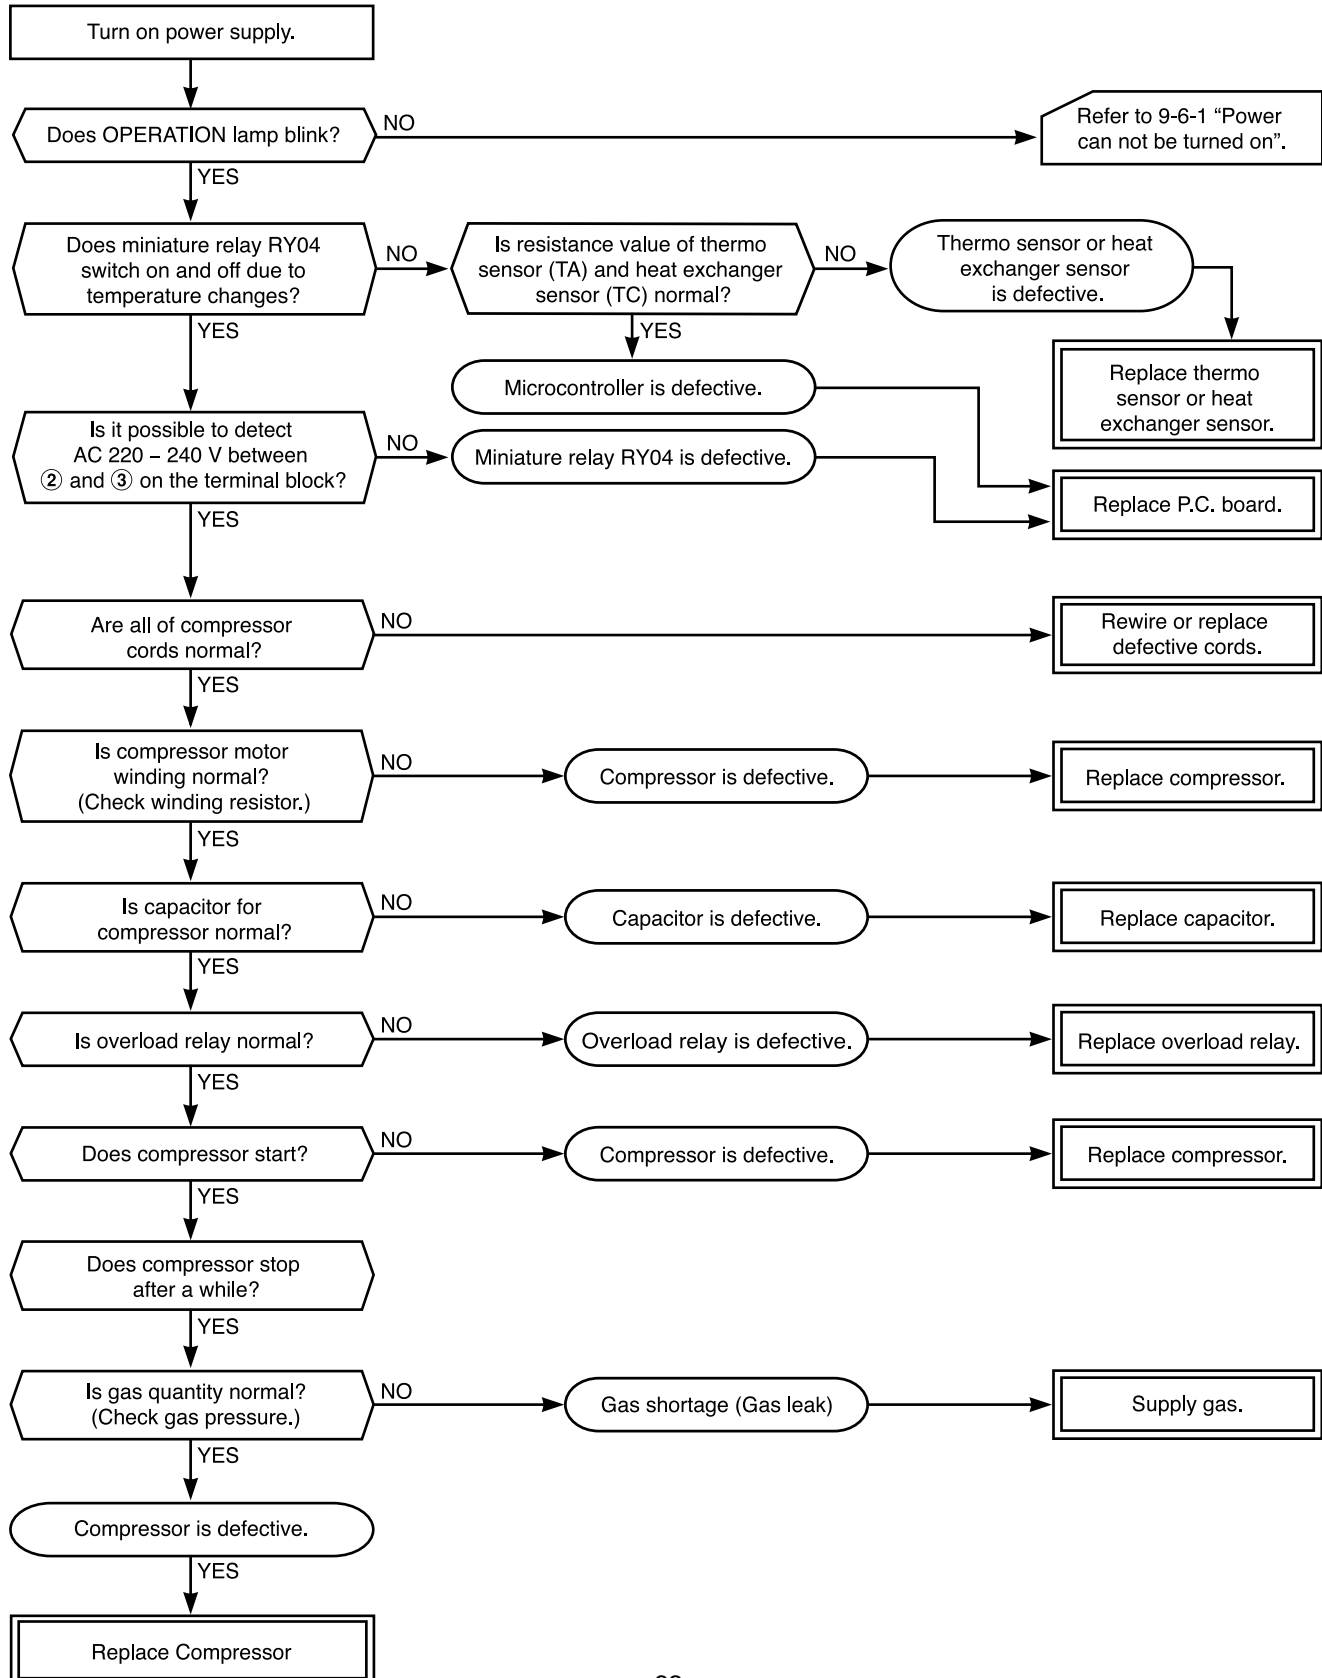 Turn on power supply.
Does OPERATION lamp blink?
NO
Refer to 9-6-1 “Power
can not be turned on”.
YES
Does miniature relay RY04
switch on and off due to
temperature changes?
NO
Is resistance value of thermo
sensor (TA) and heat exchanger
sensor (TC) normal?
NO
Thermo sensor or heat
exchanger sensor
is defective.
YES
YES
Microcontroller is defective.
Replace thermo
sensor or heat
exchanger sensor.
Is it possible to detect
AC 220 – 240 V between
② and ③ on the terminal block?
NO
Miniature relay RY04 is defective.
Replace P.C. board.
YES
Are all of compressor
cords normal?
NO
Rewire or replace
defective cords.
YES
Is compressor motor
winding normal?
(Check winding resistor.)
NO
Compressor is defective.
Replace compressor.
YES
Is capacitor for
compressor normal?
NO
Capacitor is defective.
Replace capacitor.
YES
Is overload relay normal?
NO
Overload relay is defective.
Replace overload relay.
YES
Does compressor start?
NO
Compressor is defective.
Replace compressor.
YES
Does compressor stop
after a while?
YES
Is gas quantity normal?
(Check gas pressure.)
NO
Gas shortage (Gas leak)
Supply gas.
YES
Compressor is defective.
YES
Replace Compressor